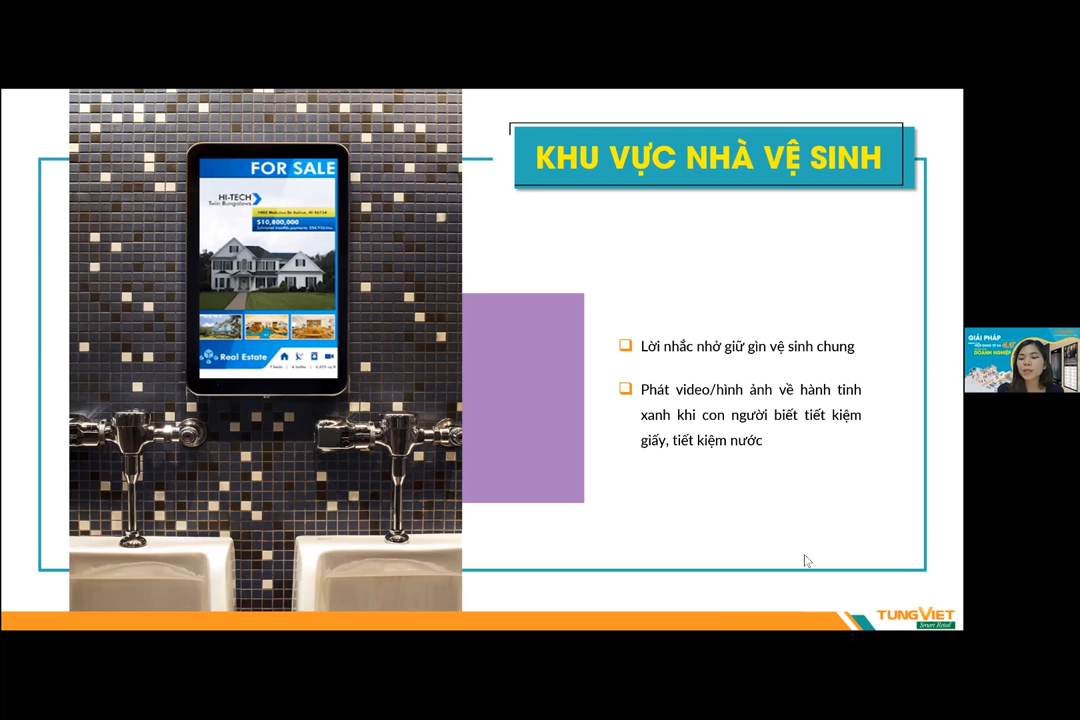 KHU VỰC NHÀ VỆ SINH
FOR SALE
HI-TECH
Twin Bungalows
$10,800,000
Real Estate
Lời nhắc nhở giữ gìn vệ sinh chung
Phát video/hình ảnh về hành tinh
xanh khi con người biết tiết kiệm
giấy, tiết kiệm nước
GIẢI PHÁP
DOANH NGHIỆP
TUNGVIET
Smart Retail